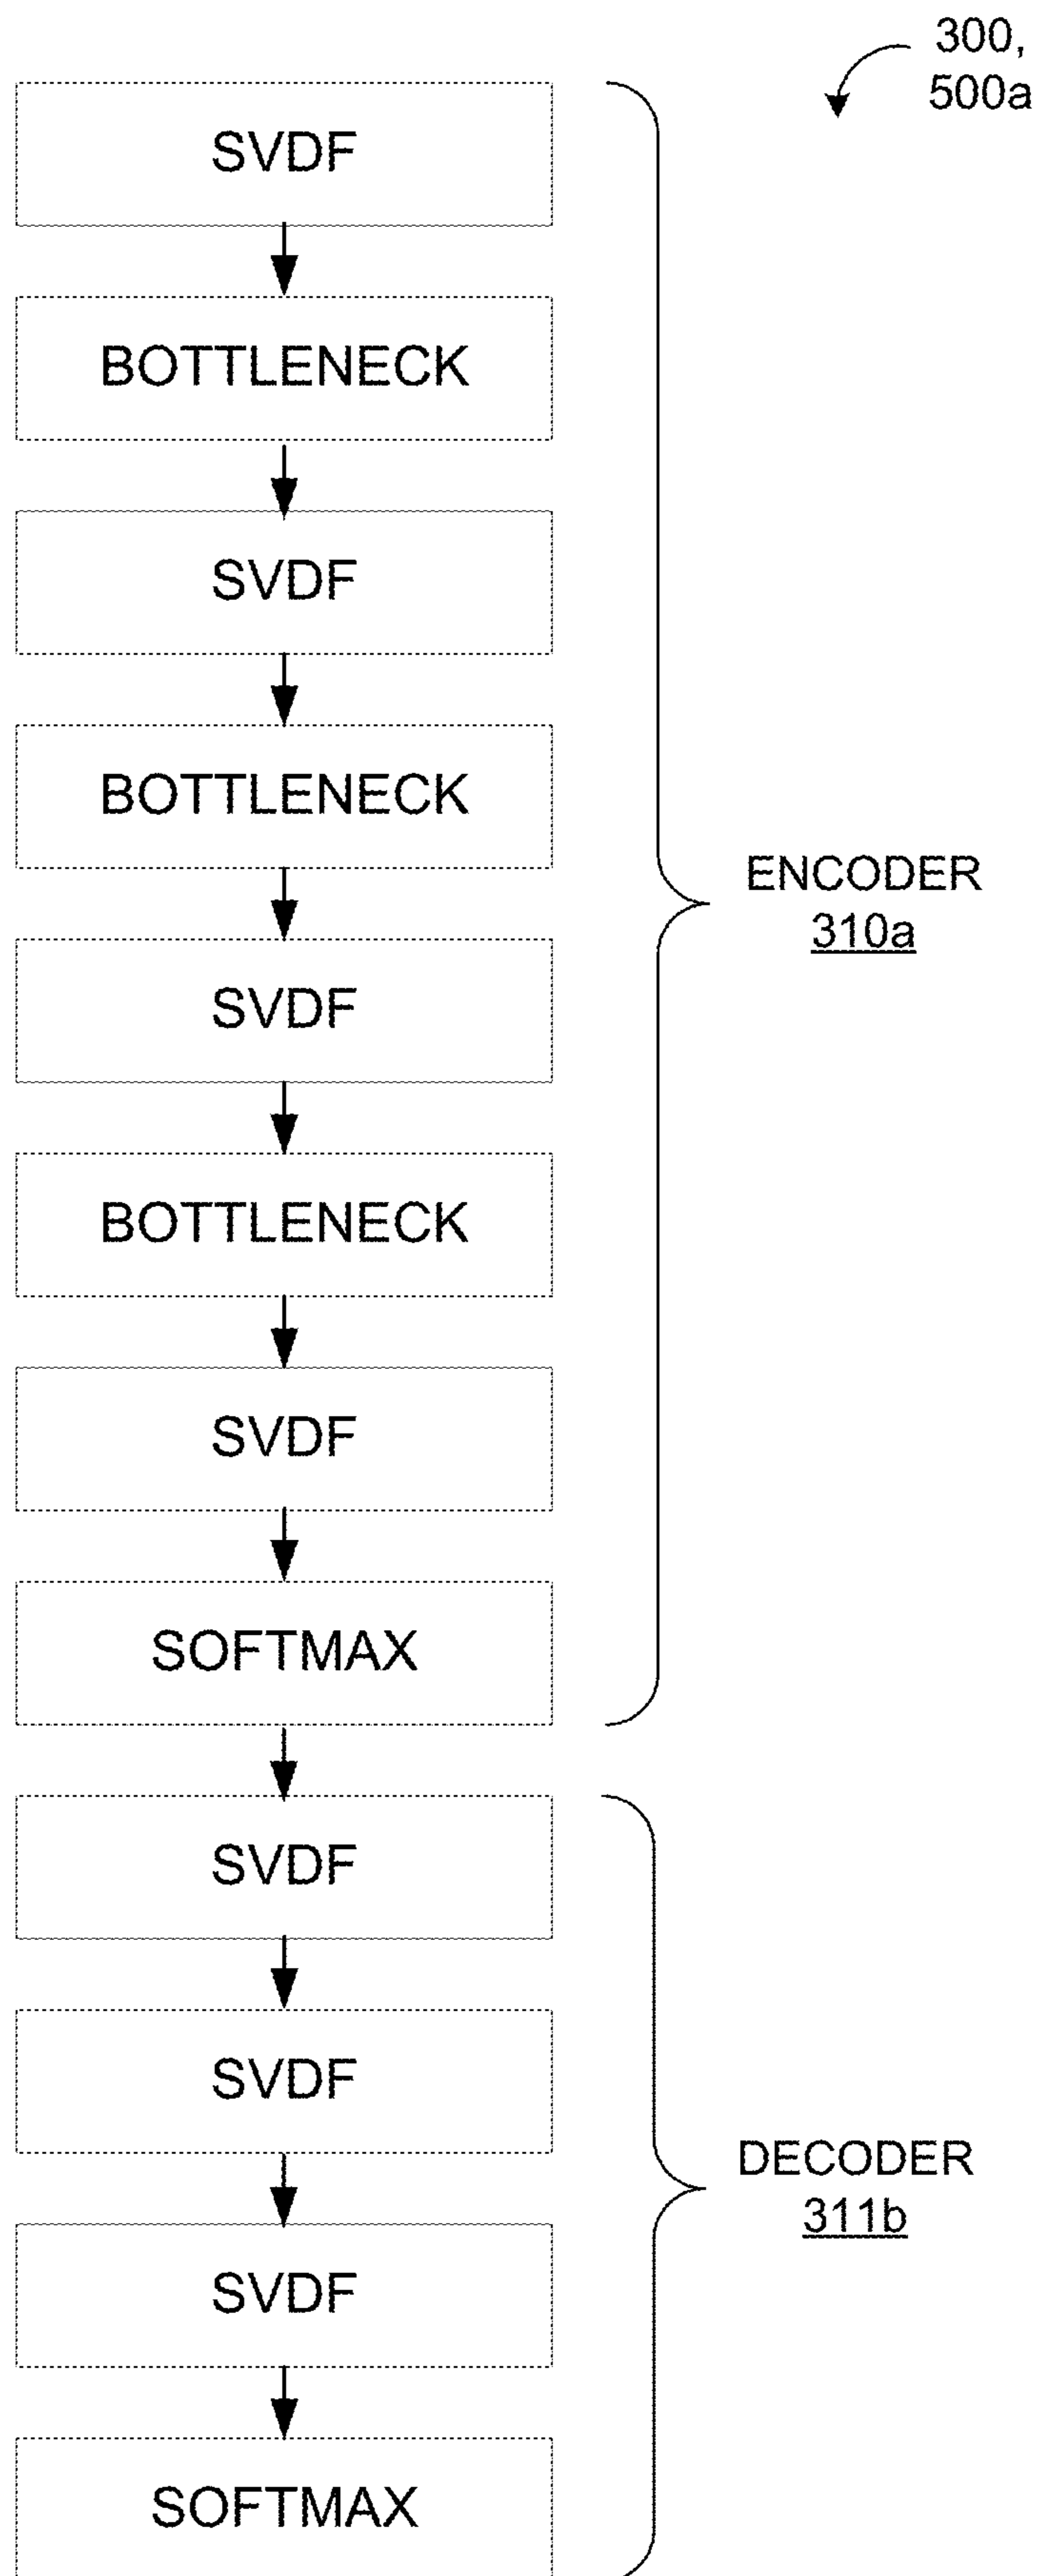 300,
500a
SVDF
BOTTLENECK
SVDF
BOTTLENECK
SVDF
BOTTLENECK
SVDF
SOFTMAX
ENCODER
310a
SVDF
SVDF
SVDF
SOFTMAX
DECODER
311b